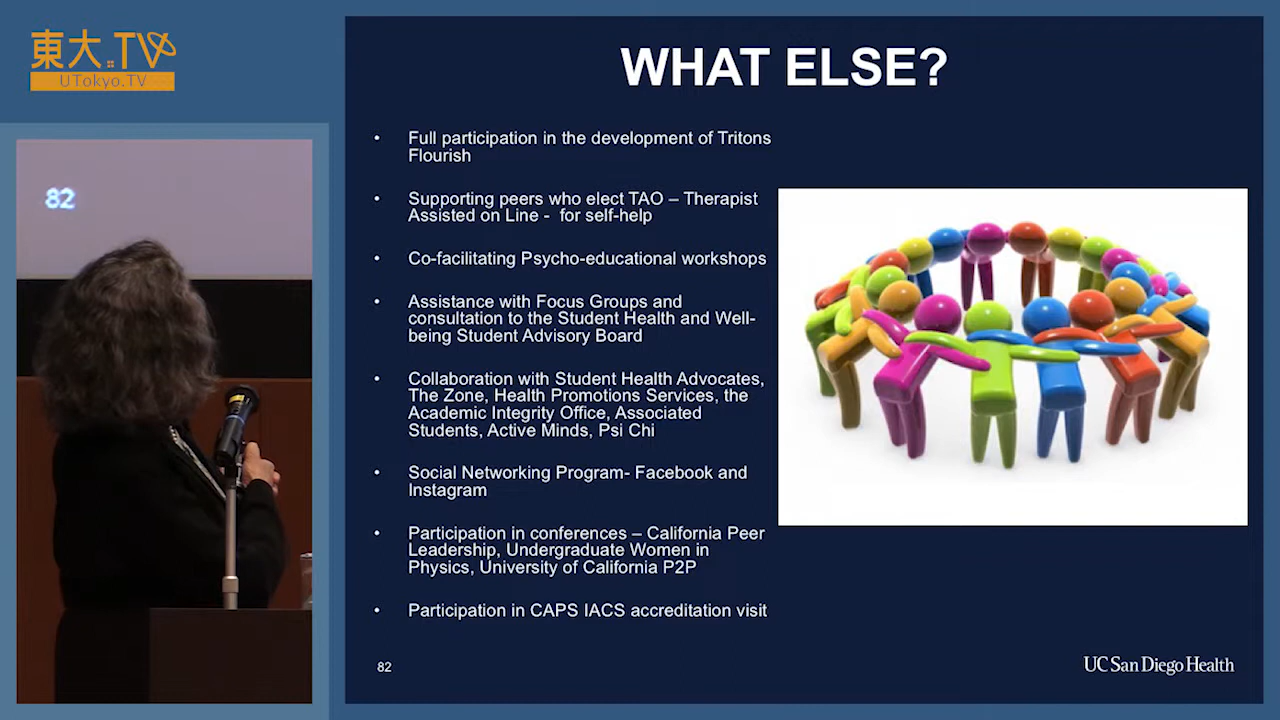 東大.TV
UTokyo.TV
82
WHAT ELSE?
• Full participation in the development of Tritons
Flourish
• Supporting peers who elect TAO – Therapist
Assisted on Line - for self-help
• Co-facilitating Psycho-educational workshops
• Assistance with Focus Groups and
consultation to the Student Health and Well-
being Student Advisory Board
• Collaboration with Student Health Advocates,
The Zone, Health Promotions Services, the
Academic Integrity Office, Associated
Students, Active Minds, Psi Chi
• Social Networking Program- Facebook and
Instagram
• Participation in conferences – California Peer
Leadership, Undergraduate Women in
Physics, University of California P2P
• Participation in CAPS IACS accreditation visit
82
UC San Diego Health